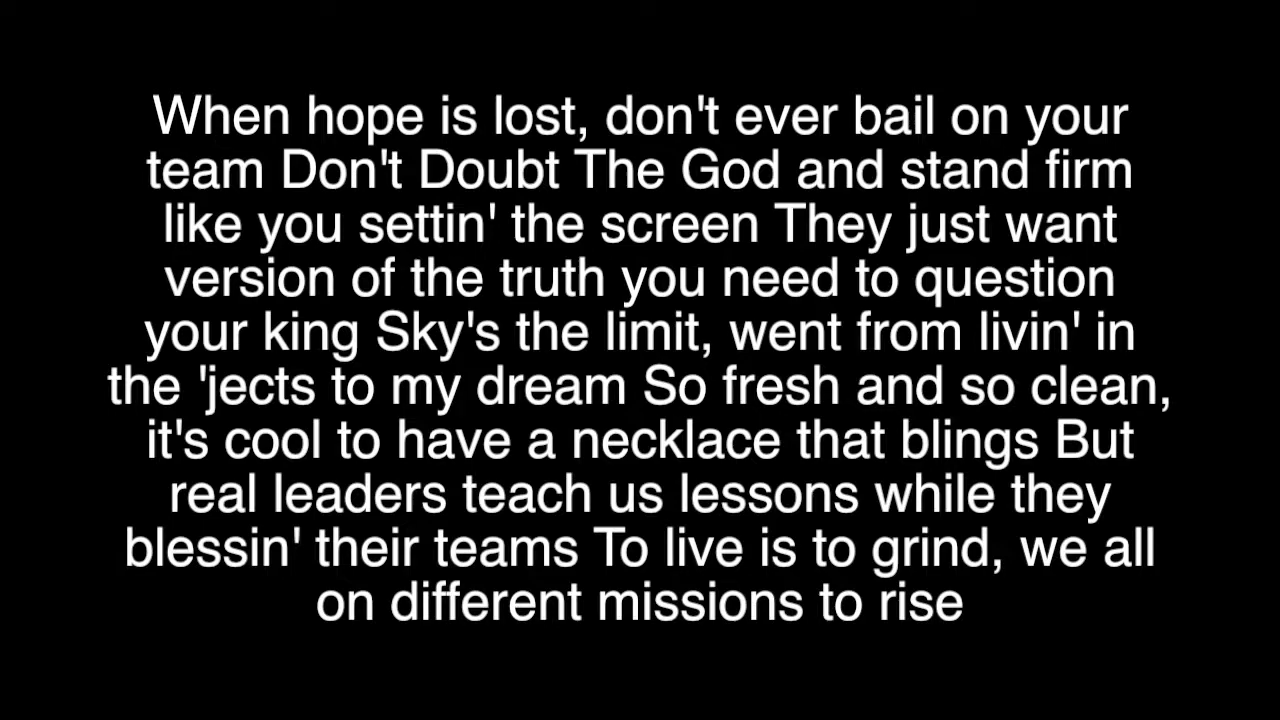 When hope is lost, don't ever bail on your
team Don't Doubt The God and stand firm
like you settin' the screen They just want
version of the truth you need to question
your king Sky's the limit, went from livin' in
the 'jects to my dream So fresh and so clean,
it's cool to have a necklace that blings But
real leaders teach us lessons while they
blessin' their teams To live is to grind, we all
on different missions to rise